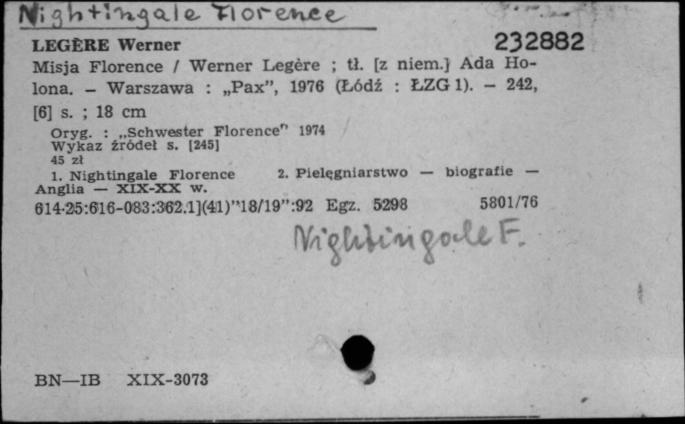 Nightingale Florence
LEGÈRE Werner 232882
Misja Florence / Werner Legère ; tł. [z niem.] Ada Ho-
lona. — Warszawa : „Pax”, 1976 (Łódź : ŁZG 1). — 242,
[6] s. ; 18 cm
Oryg. : „Schwester Florence” 1974
Wykaz źródeł s. [245]
45 zł
1. Nightingale Florence 2. Pielęgniarstwo — biografie —
Anglia — XIX-XX w.
614-25:616-083:362.1](41)”18/19”:92 Egz. 5298 5801/76
Nightingale F.
BN—IB XIX-3073